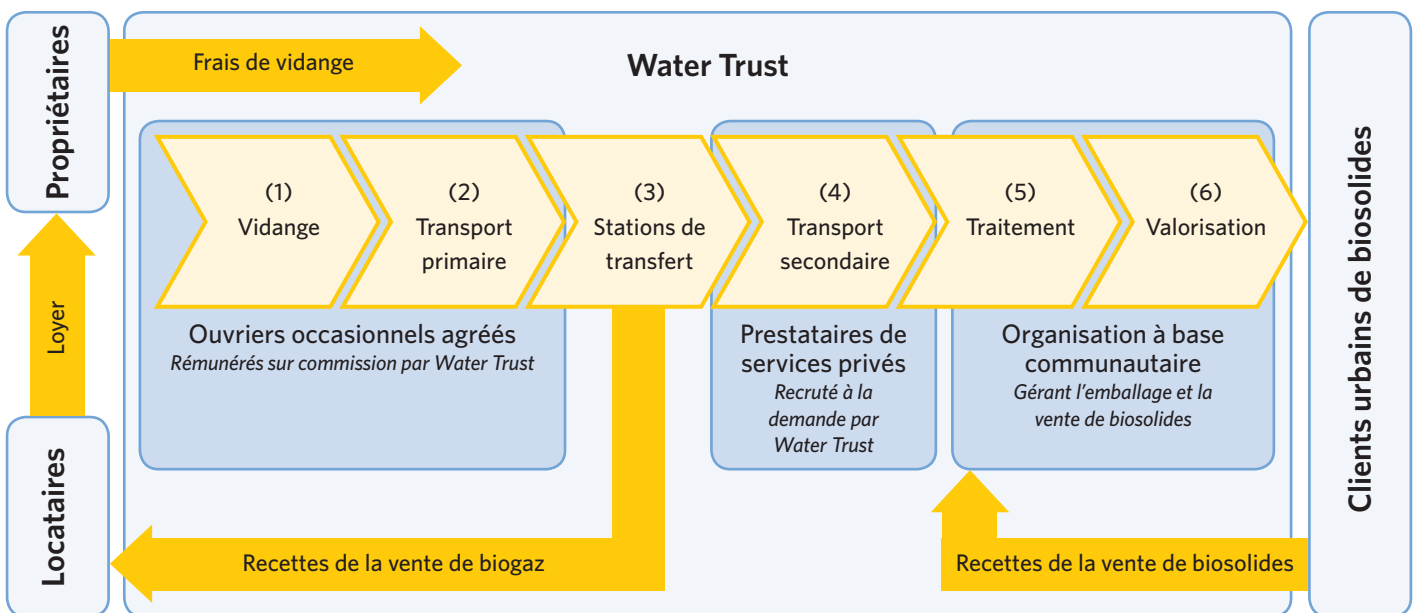 Propriétaires
Frais de vidange
Water Trust
Loyer
Locataires
(1)
Vidange
(2)
Transport
primaire
(3)
Stations de
transfert
(4)
Transport
secondaire
(5)
Traitement
(6)
Valorisation
Ouvriers occasionnels agréés
Rémunérés sur commission par Water Trust
Prestataires de
services privés
Recruté à la
demande par
Water Trust
Organisation à base
communautaire
Gérant l'emballage et la
vente de biosolides
Recettes de la vente de biogaz
Recettes de la vente de biosolides
Clients urbains de biosolides